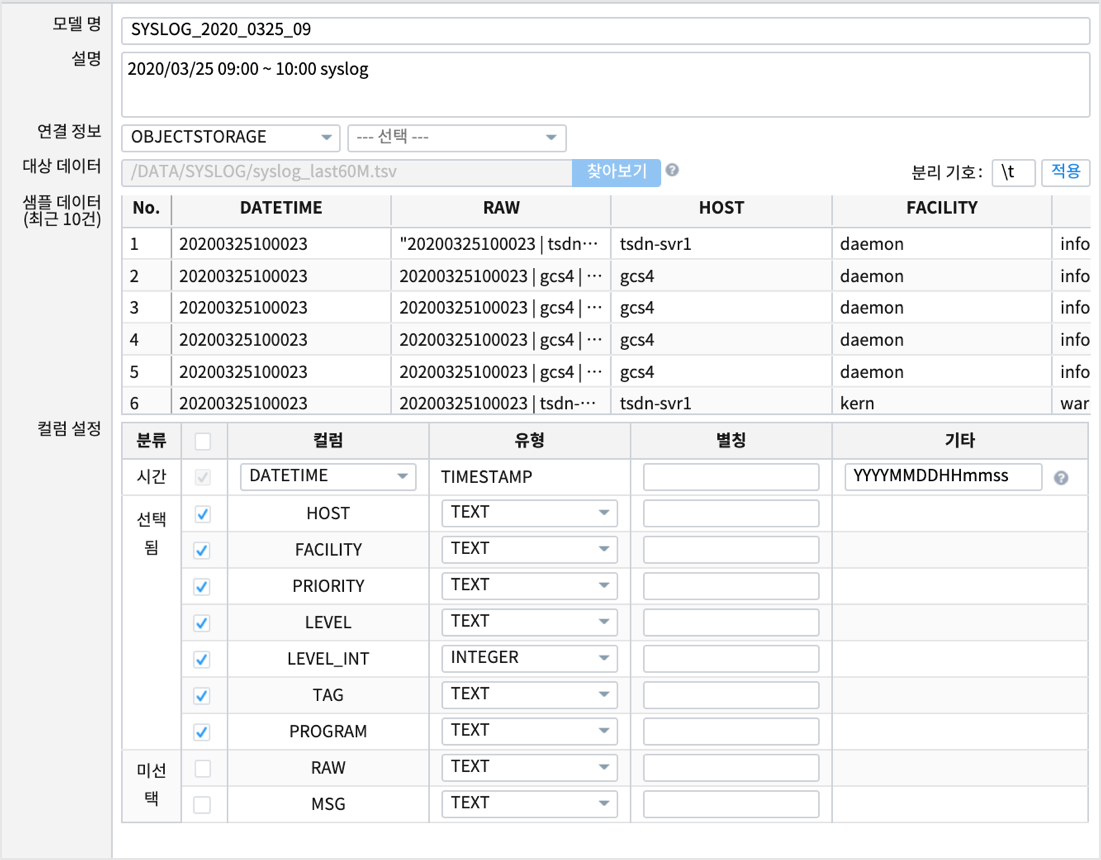 모델 명 SYSLOG_2020_0325_09
설명 2020/03/25 09:00 ~ 10:00 syslog
연결 정보 OBJECTSTORAGE --- 선택 ---
대상 데이터 /DATA/SYSLOG/syslog_last60M.tsv 찾아보기 ? 분리 기호 : \t 적용
샘플 데이터
(최근 10건)
No. DATETIME RAW HOST FACILITY
1 20200325100023 "20200325100023 | tsdn··· tsdn-svr1 daemon info
2 20200325100023 20200325100023 | gcs4 | ··· gcs4 daemon info
3 20200325100023 20200325100023 | gcs4 | ··· gcs4 daemon info
4 20200325100023 20200325100023 | gcs4 | ··· gcs4 daemon info
5 20200325100023 20200325100023 | gcs4 | ··· gcs4 daemon info
6 20200325100023 20200325100023 | tsdn-··· tsdn-svr1 kern war
컬럼 설정
분류 컬럼 유형 별칭 기타
시간 DATETIME TIMESTAMP YYYYMMDDHHmmss ?
선택
됨
HOST TEXT
FACILITY TEXT
PRIORITY TEXT
LEVEL TEXT
LEVEL_INT INTEGER
TAG TEXT
PROGRAM TEXT
미선
택
RAW TEXT
MSG TEXT